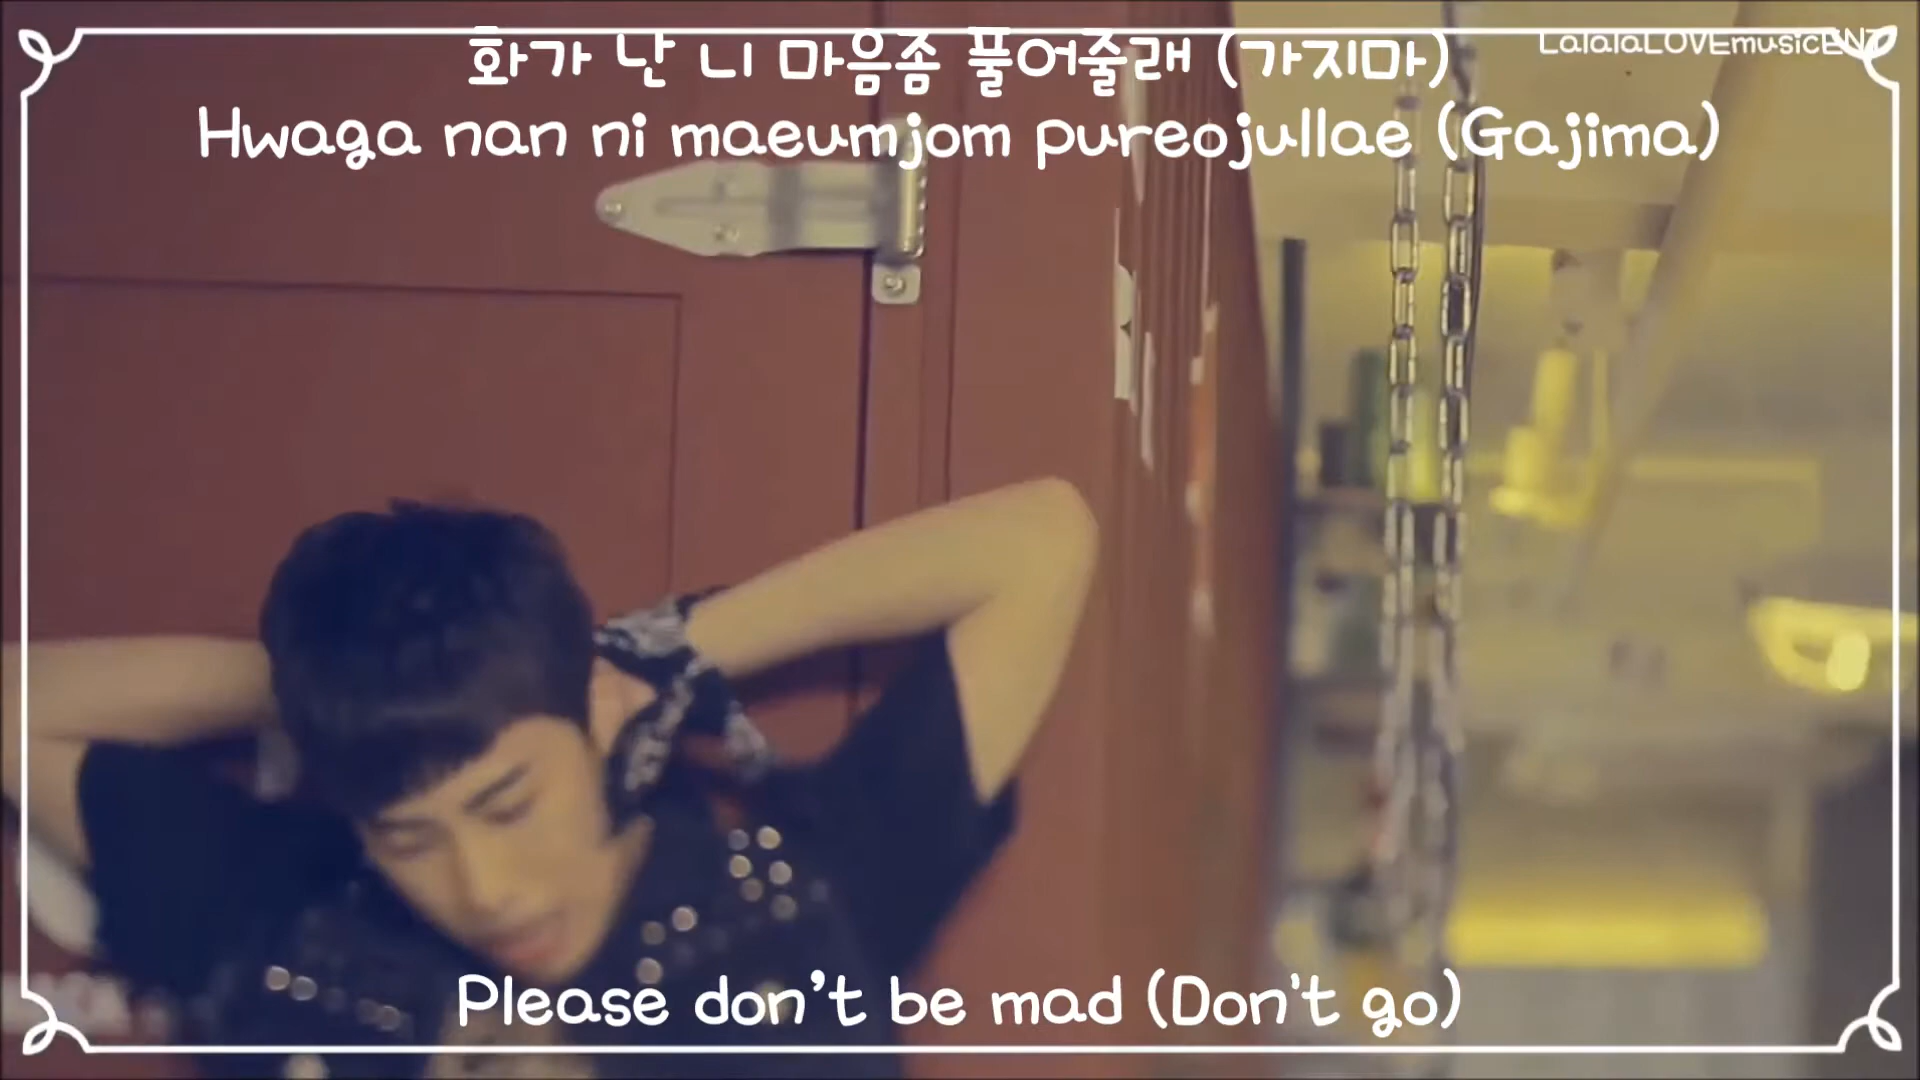 화가 난 니 마음좀 풀어줄래 (가지마)
LalalaLOVEmusicENT
Hwaga nan ni maeumjom pureojullae (Gajima)
Please don't be mad (Don't go)